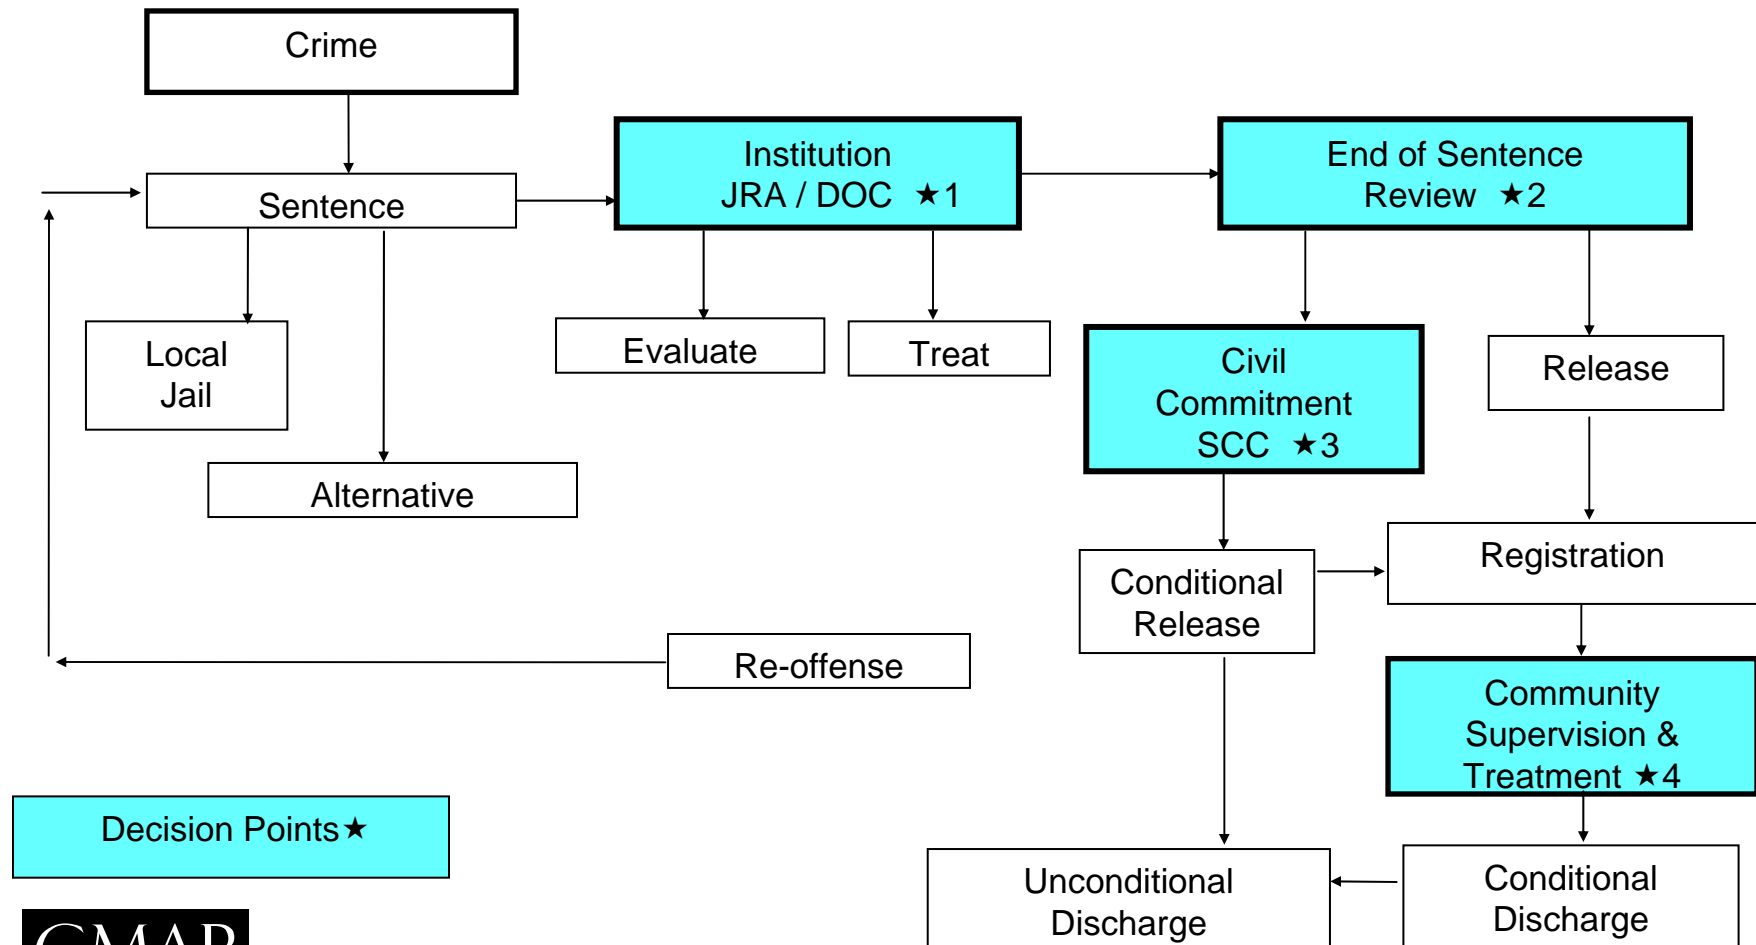 Crime
Sentence
Institution
JRA / DOC ★1
End of Sentence
Review ★2
Local
Jail
Alternative
Evaluate
Treat
Civil
Commitment
SCC ★3
Release
Conditional
Release
Registration
Re-offense
Community
Supervision &
Treatment ★4
Decision Points★
Unconditional
Discharge
Conditional
Discharge
GMAP